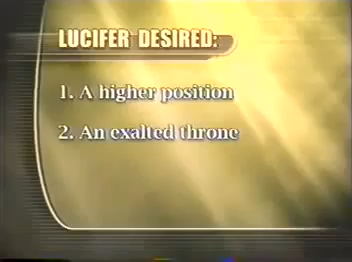 LUCIFER DESIRED:
1. A higher position
2. An exalted throne